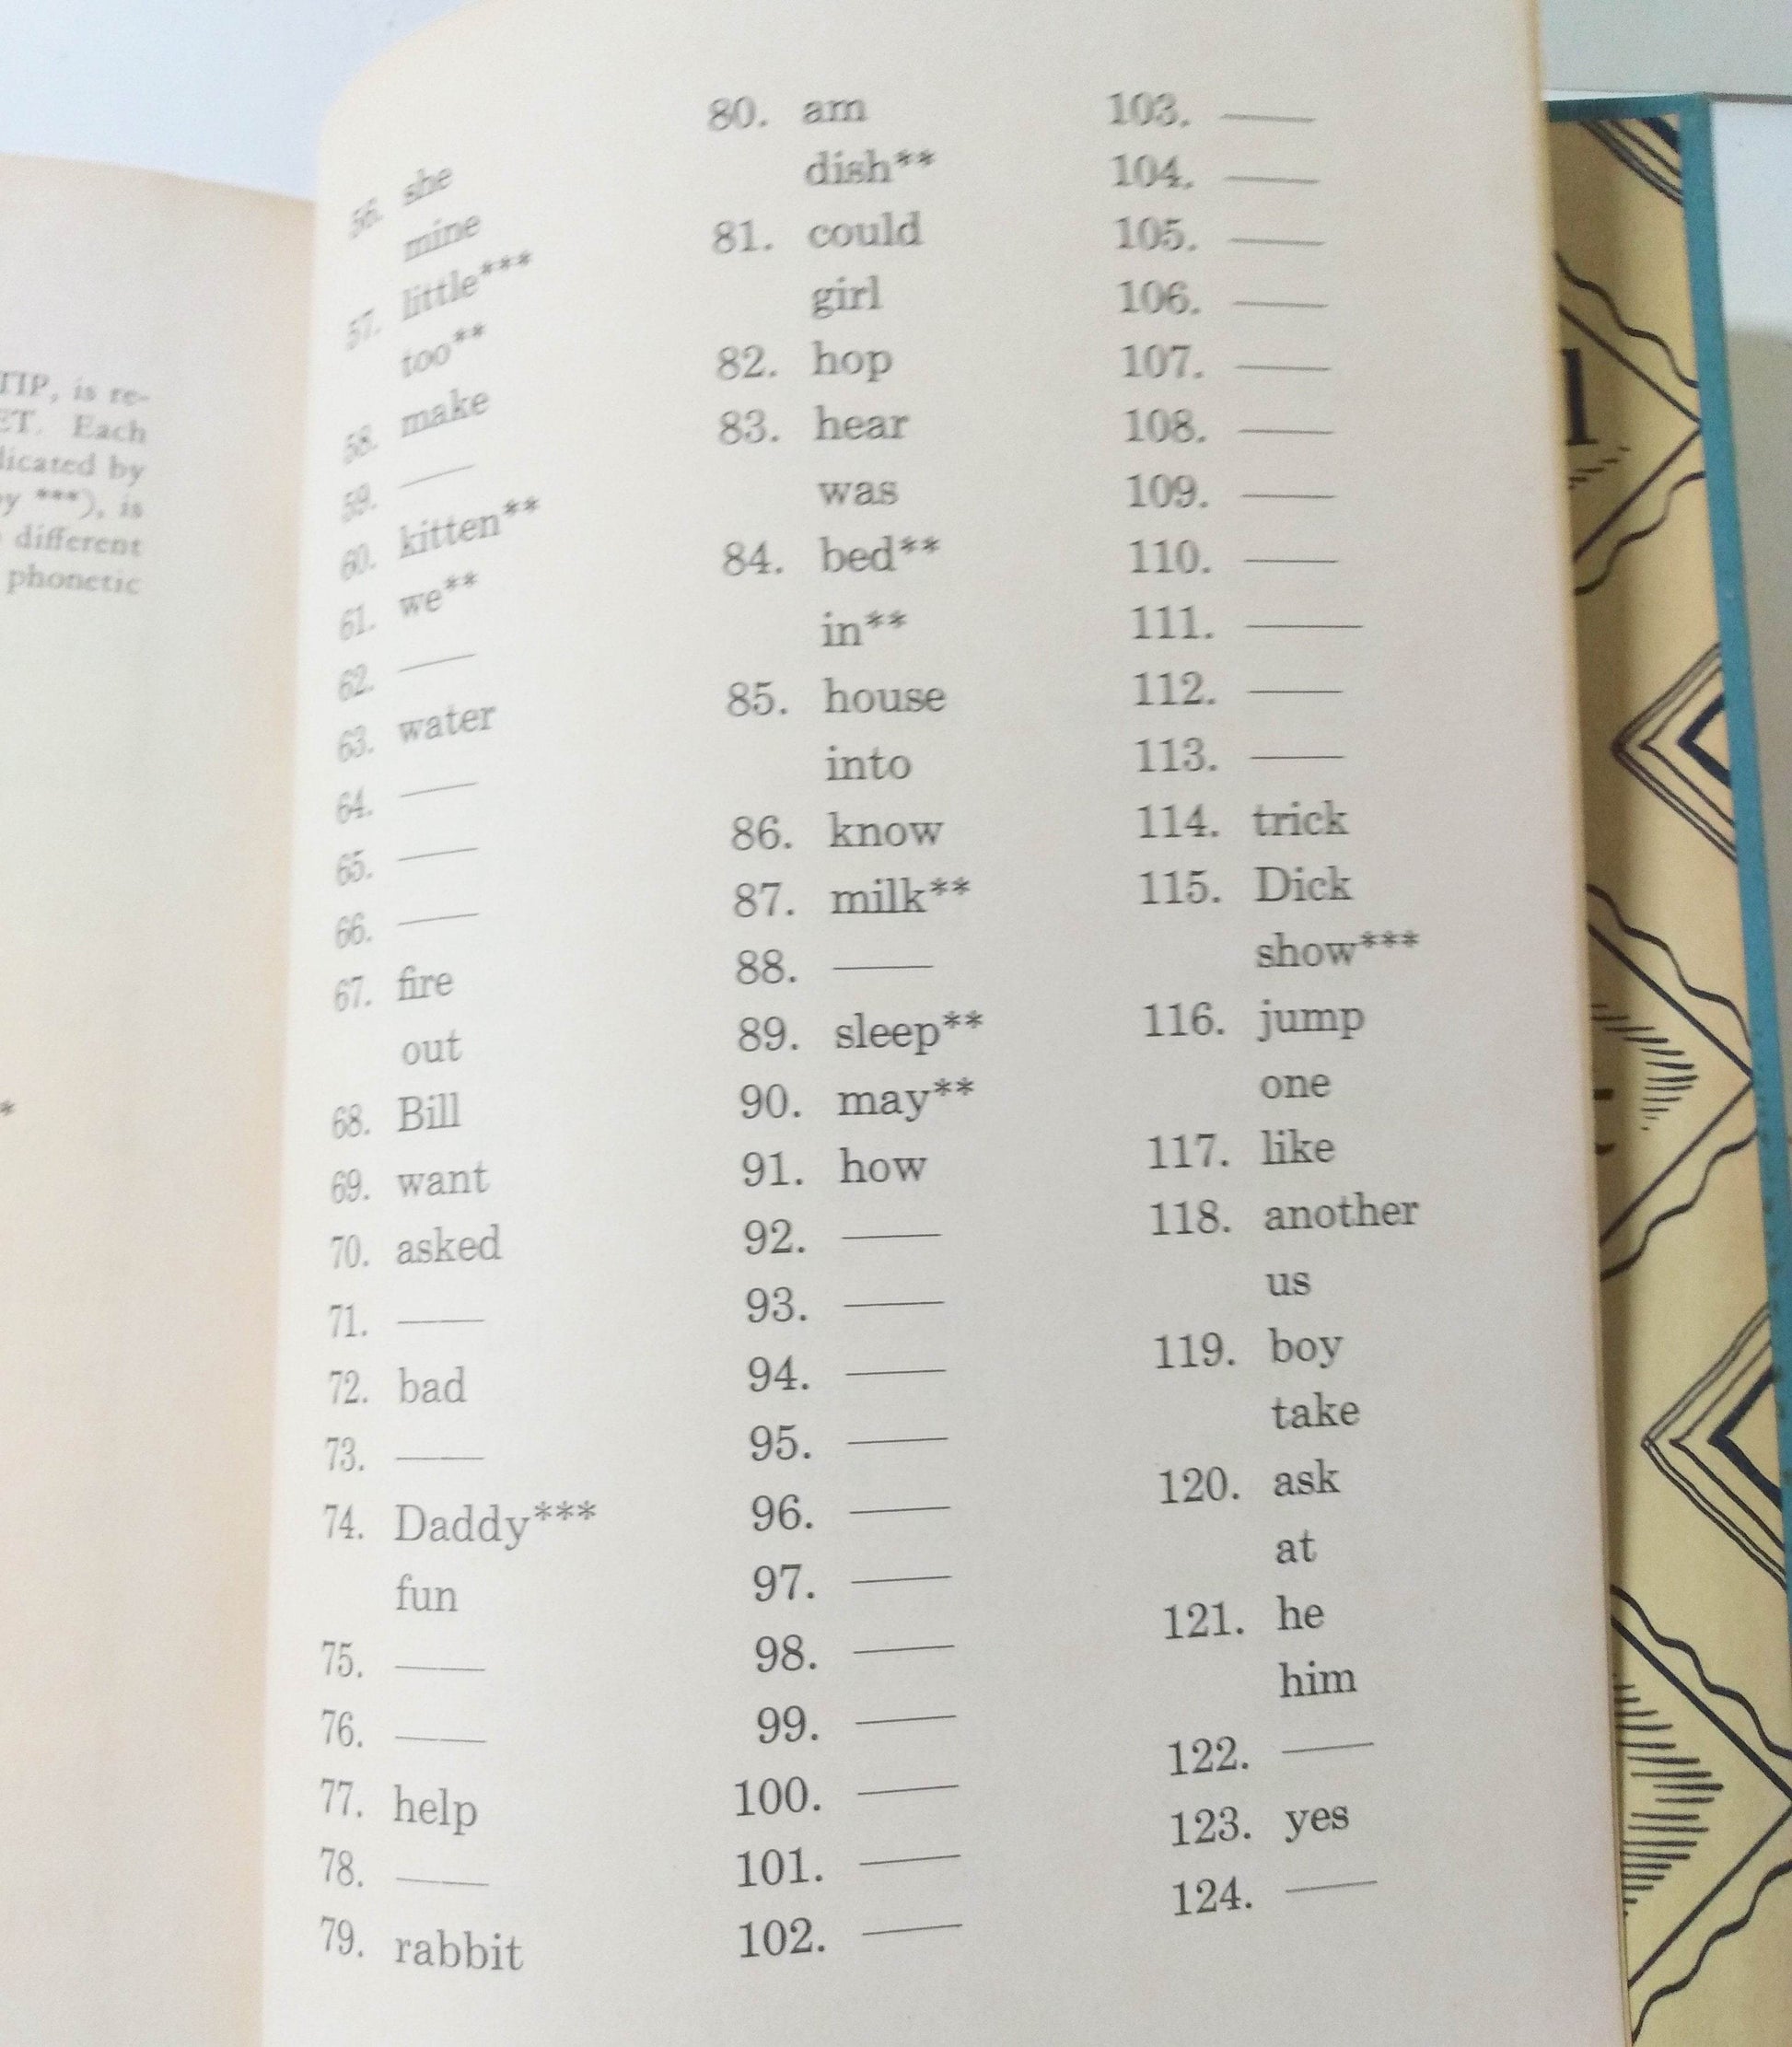 TIP, is re-
ET. Each
dicated by
by ***), is
different
phonetic
*
56. she
mine
57. little***
too**
58. make
59. ——
60. kitten**
61. we**
62. ——
63. water
64. ——
65. ——
66. ——
67. fire
out
68. Bill
69. want
70. asked
71. ——
72. bad
73. ——
74. Daddy***
fun
75. ——
76. ——
77. help
78. ——
79. rabbit
80. am
dish**
81. could
girl
82. hop
83. hear
was
84. bed**
in**
85. house
into
86. know
87. milk**
88. ——
89. sleep**
90. may**
91. how
92. ——
93. ——
94. ——
95. ——
96. ——
97. ——
98. ——
99. ——
100. ——
101. ——
102. ——
103. ——
104. ——
105. ——
106. ——
107. ——
108. ——
109. ——
110. ——
111. ——
112. ——
113. ——
114. trick
115. Dick
show***
116. jump
one
117. like
118. another
us
119. boy
take
120. ask
at
121. he
him
122. ——
123. yes
124. ——